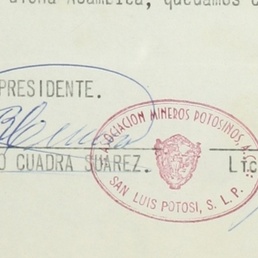 dicha Asamblea, quedamos
PRESIDENTE.
O CUADRA SUAREZ. Lic
ASOCIACION MINEROS POTOSINOS, A.
SAN LUIS POTOSI, S. L. P.